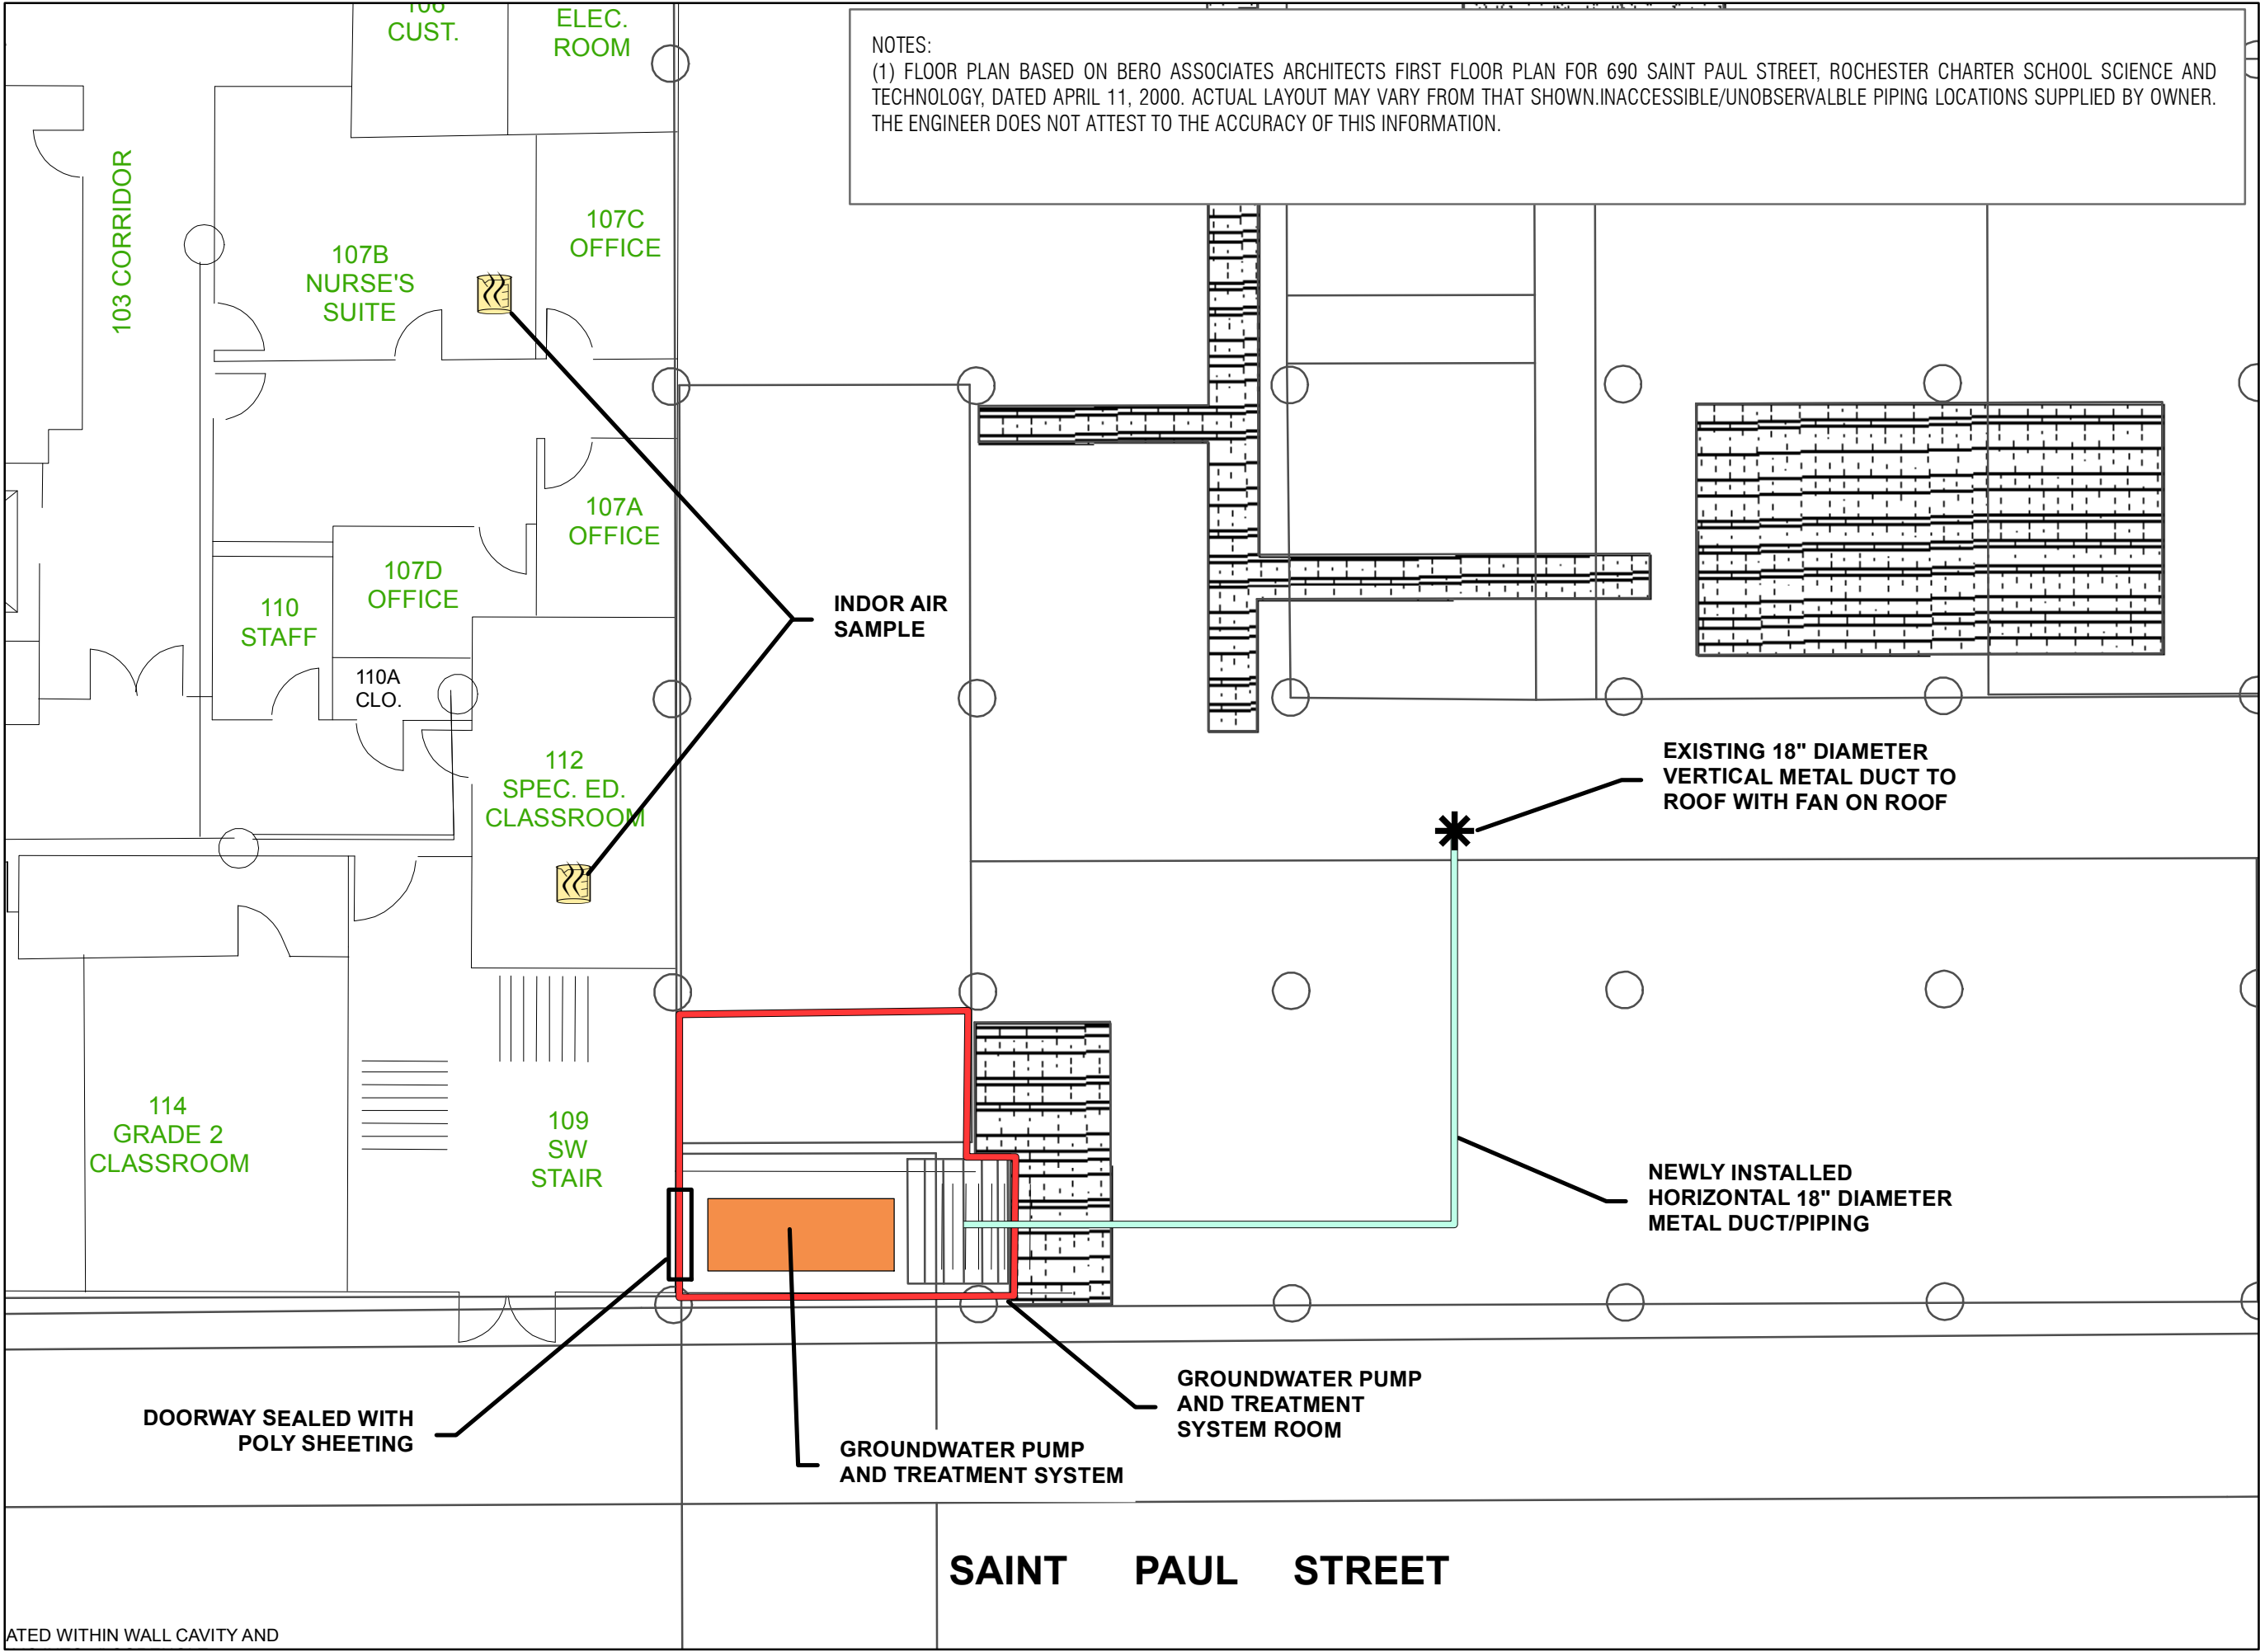 106
CUST.
ELEC.
ROOM
NOTES:
(1) FLOOR PLAN BASED ON BERO ASSOCIATES ARCHITECTS FIRST FLOOR PLAN FOR 690 SAINT PAUL STREET, ROCHESTER CHARTER SCHOOL SCIENCE AND
TECHNOLOGY, DATED APRIL 11, 2000. ACTUAL LAYOUT MAY VARY FROM THAT SHOWN.INACCESSIBLE/UNOBSERVALBLE PIPING LOCATIONS SUPPLIED BY OWNER.
THE ENGINEER DOES NOT ATTEST TO THE ACCURACY OF THIS INFORMATION.
103 CORRIDOR
107B
NURSE'S
SUITE
107C
OFFICE
107A
OFFICE
107D
OFFICE
110
STAFF
110A
CLO.
INDOR AIR
SAMPLE
112
SPEC. ED.
CLASSROOM
EXISTING 18" DIAMETER
VERTICAL METAL DUCT TO
ROOF WITH FAN ON ROOF
114
GRADE 2
CLASSROOM
109
SW
STAIR
NEWLY INSTALLED
HORIZONTAL 18" DIAMETER
METAL DUCT/PIPING
DOORWAY SEALED WITH
POLY SHEETING
GROUNDWATER PUMP
AND TREATMENT SYSTEM
GROUNDWATER PUMP
AND TREATMENT
SYSTEM ROOM
SAINT PAUL STREET
ATED WITHIN WALL CAVITY AND